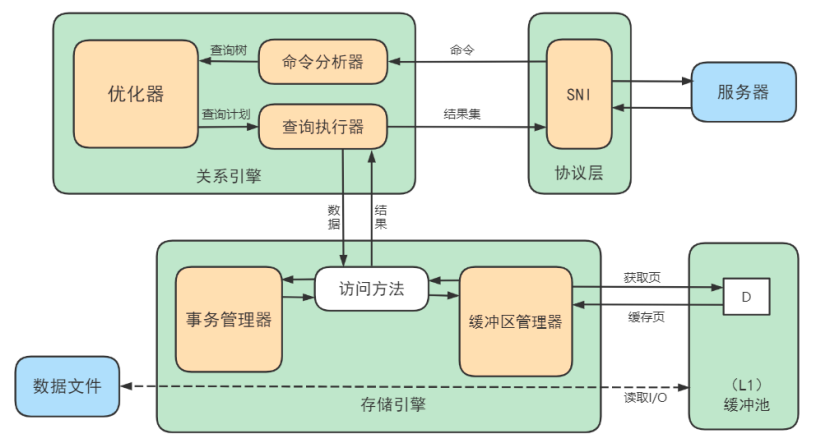 查询树
命令分析器
命令
优化器
SNI
服务器
查询计划
查询执行器
结果集
关系引擎
协议层
数据
结果
访问方法
获取页
D
事务管理器
缓冲区管理器
缓存页
数据文件
(L1)
读取I/O
缓冲池
存储引擎